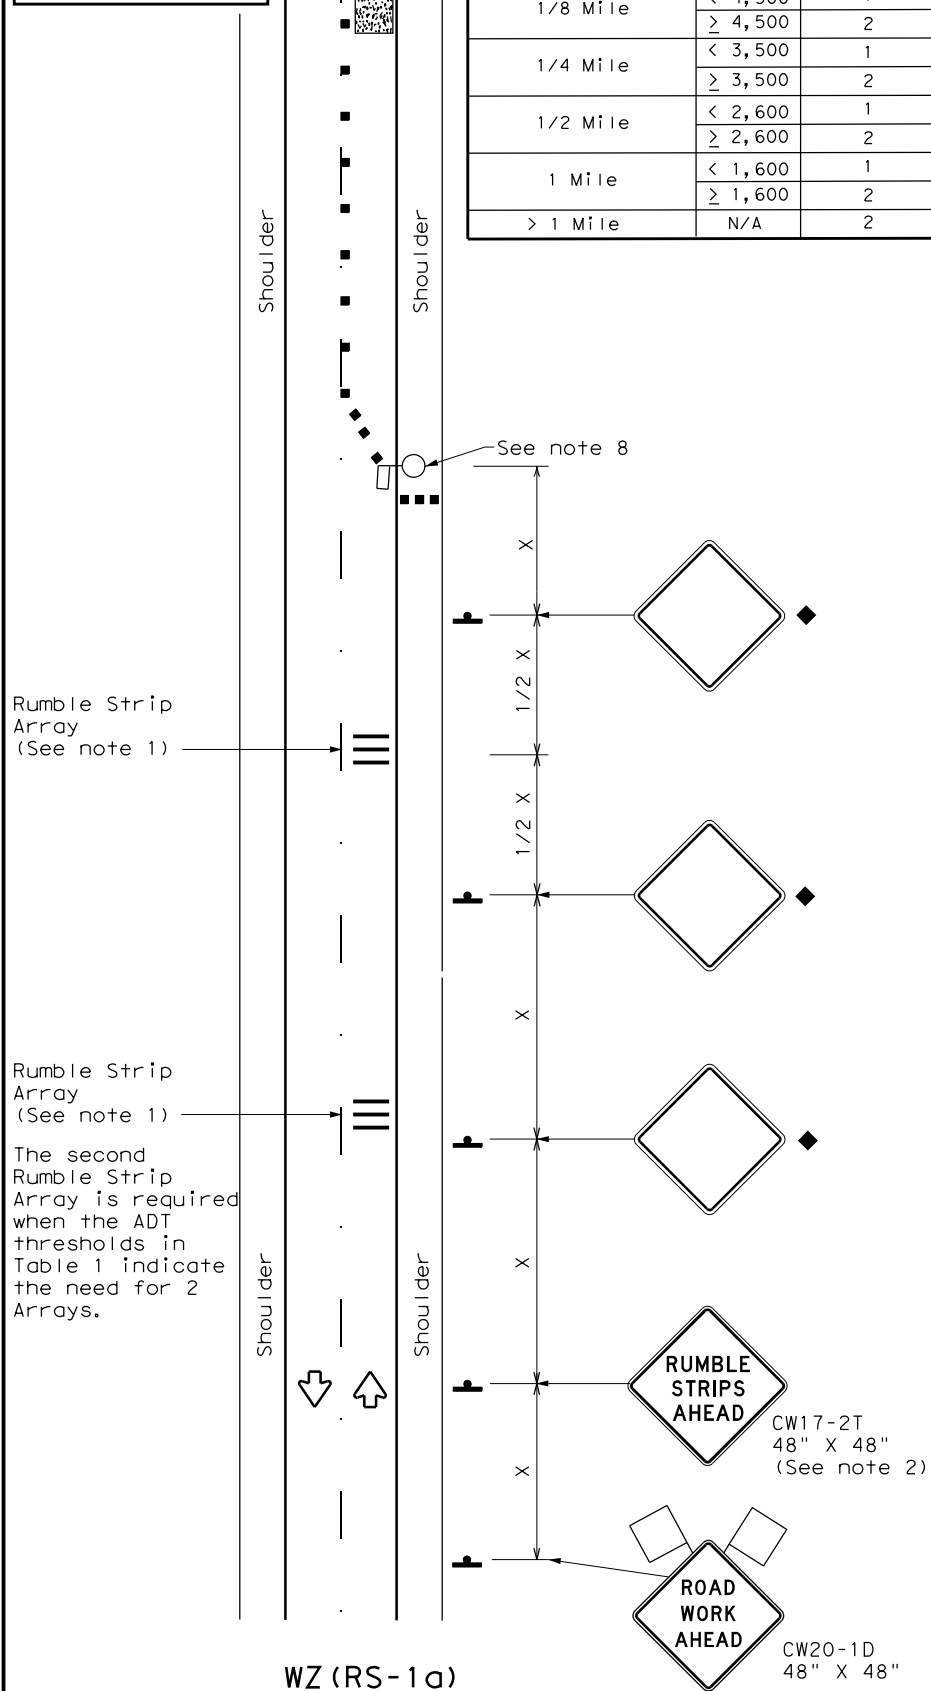 1/8 Mile
≥ 4,500 2
1/4 Mile
< 3,500 1
≥ 3,500 2
1/2 Mile
< 2,600 1
≥ 2,600 2
1 Mile
< 1,600 1
≥ 1,600 2
> 1 Mile N/A 2
Shoulder
Shoulder
See note 8
X
1/2 X
Rumble Strip
Array
(See note 1)
1/2 X
X
Rumble Strip
Array
(See note 1)
The second
Rumble Strip
Array is required
when the ADT
thresholds in
Table 1 indicate
the need for 2
Arrays.
Shoulder
Shoulder
X
RUMBLE
STRIPS
AHEAD
CW17-2T
48" X 48"
(See note 2)
X
ROAD
WORK
AHEAD
CW20-1D
48" X 48"
WZ(RS-1a)